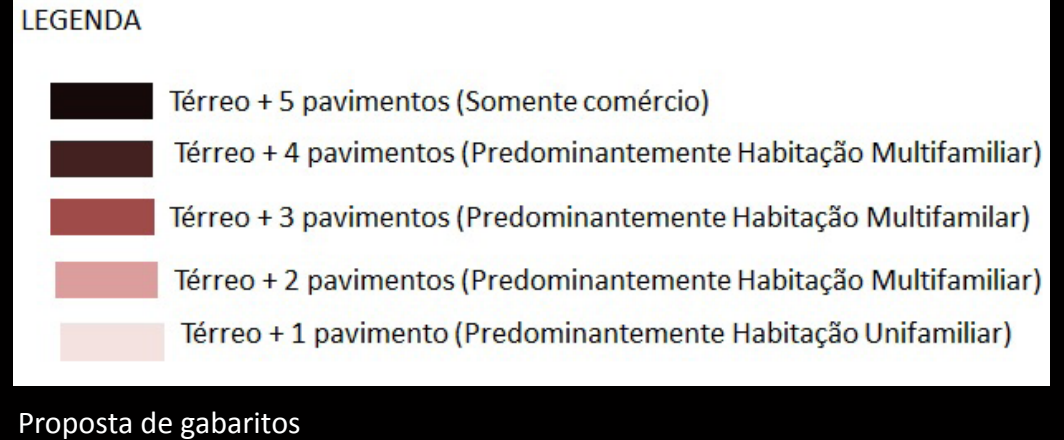 LEGENDA
Térreo + 5 pavimentos (Somente comércio)
Térreo + 4 pavimentos (Predominantemente Habitação Multifamiliar)
Térreo + 3 pavimentos (Predominantemente Habitação Multifamilar)
Térreo + 2 pavimentos (Predominantemente Habitação Multifamiliar)
Térreo + 1 pavimento (Predominantemente Habitação Unifamiliar)
Proposta de gabaritos